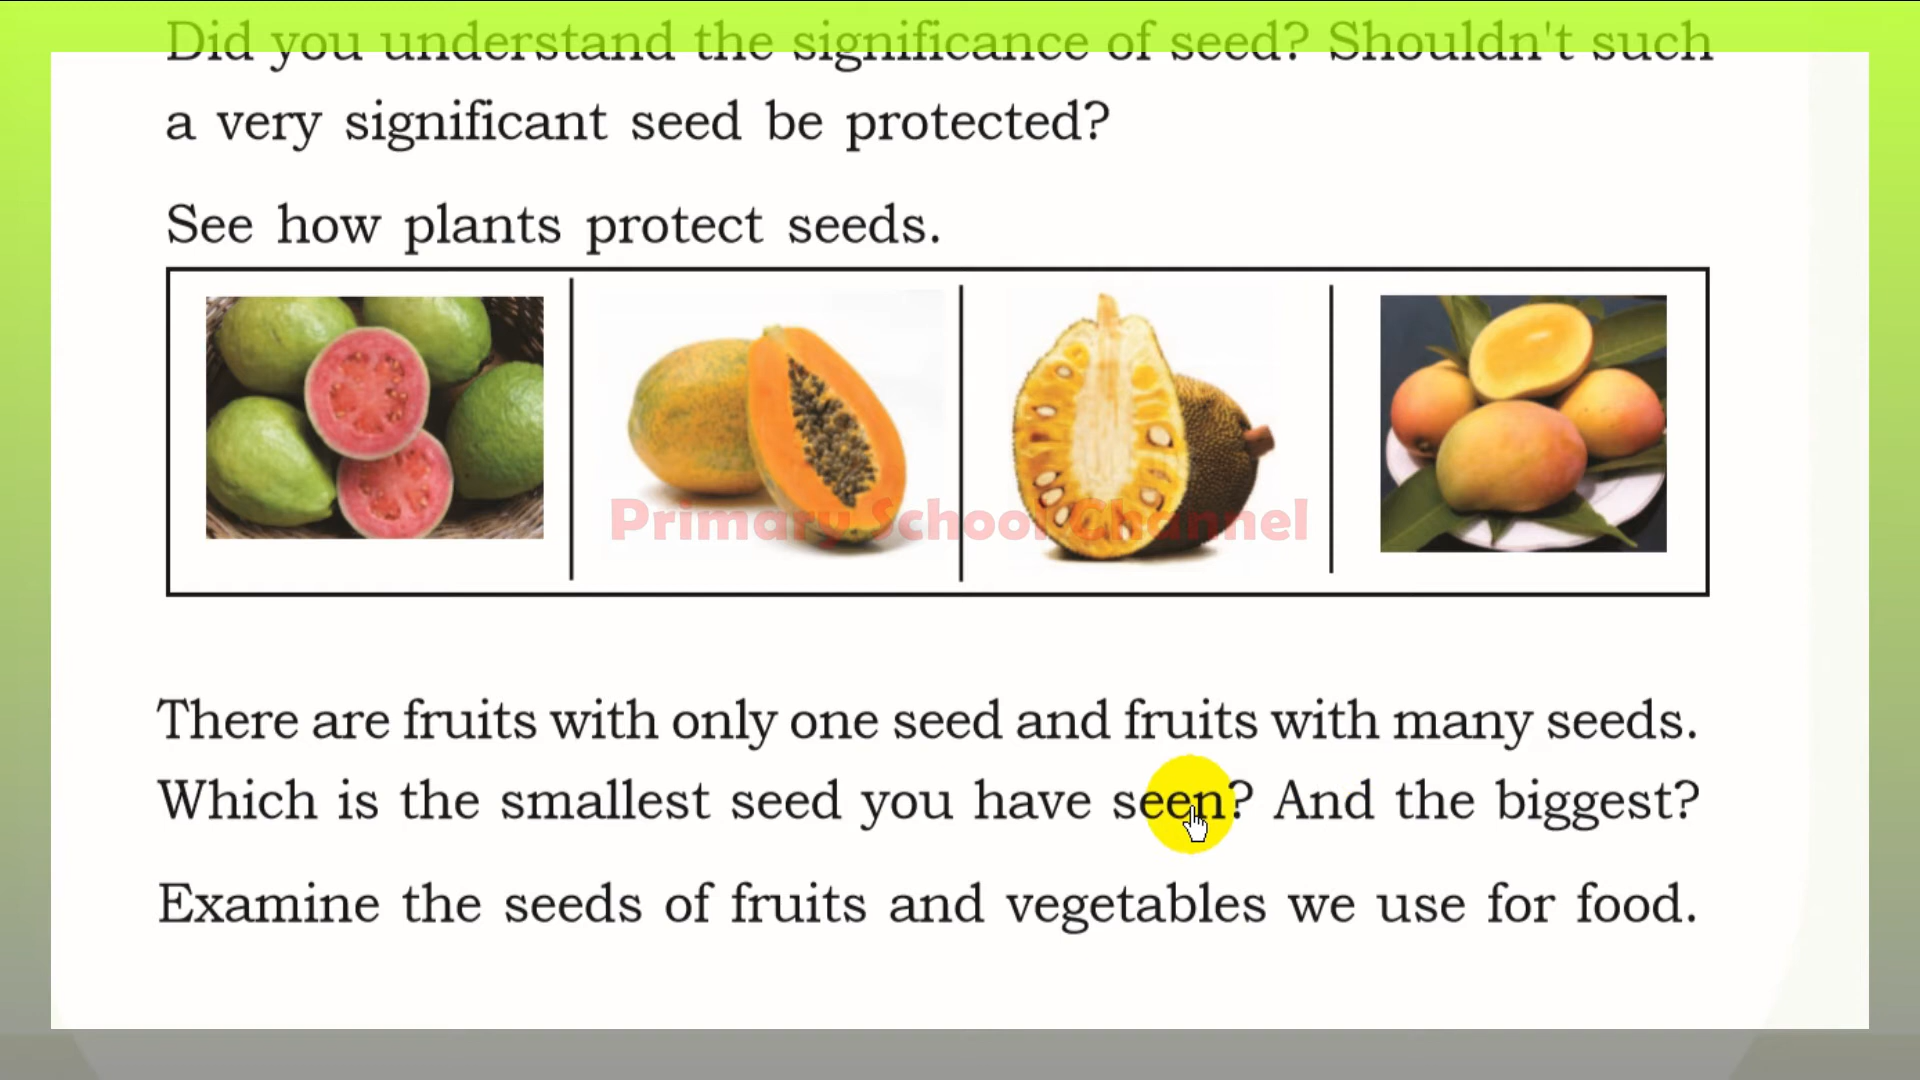 Did you understand the significance of seed? Shouldn't such
a very significant seed be protected?
See how plants protect seeds.
Primary School Channel
There are fruits with only one seed and fruits with many seeds.
Which is the smallest seed you have seen? And the biggest?
Examine the seeds of fruits and vegetables we use for food.